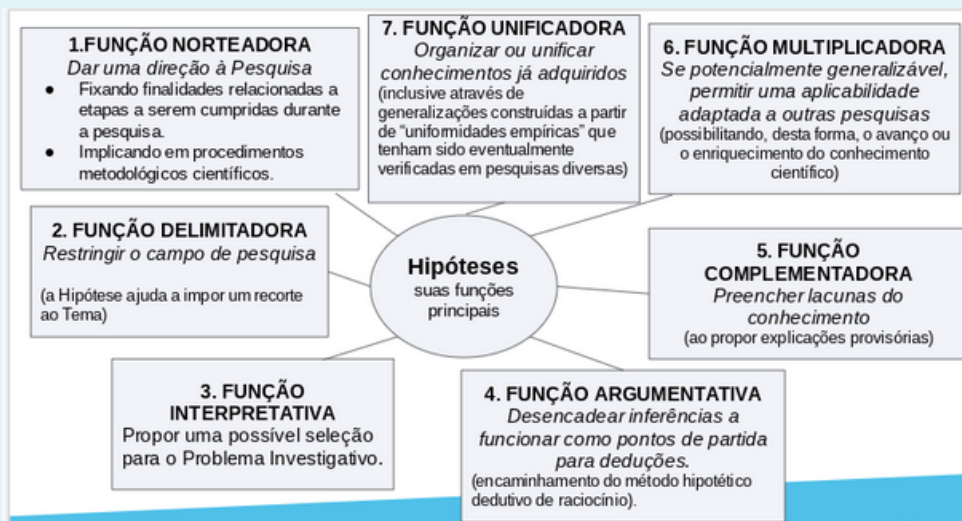 1.FUNÇÃO NORTEADORA
Dar uma direção à Pesquisa
● Fixando finalidades relacionadas a
etapas a serem cumpridas durante
a pesquisa.
● Implicando em procedimentos
metodológicos científicos.
7. FUNÇÃO UNIFICADORA
Organizar ou unificar
conhecimentos já adquiridos
(inclusive através de
generalizações construídas a partir
de “uniformidades empíricas” que
tenham sido eventualmente
verificadas em pesquisas diversas)
6. FUNÇÃO MULTIPLICADORA
Se potencialmente generalizável,
permitir uma aplicabilidade
adaptada a outras pesquisas
(possibilitando, desta forma, o avanço ou
o enriquecimento do conhecimento
científico)
2. FUNÇÃO DELIMITADORA
Restringir o campo de pesquisa
(a Hipótese ajuda a impor um recorte
ao Tema)
Hipóteses
suas funções
principais
5. FUNÇÃO
COMPLEMENTADORA
Preencher lacunas do
conhecimento
(ao propor explicações provisórias)
3. FUNÇÃO
INTERPRETATIVA
Propor uma possível seleção
para o Problema Investigativo.
4. FUNÇÃO ARGUMENTATIVA
Desencadear inferências a
funcionar como pontos de partida
para deduções.
(encaminhamento do método hipotético
dedutivo de raciocínio).